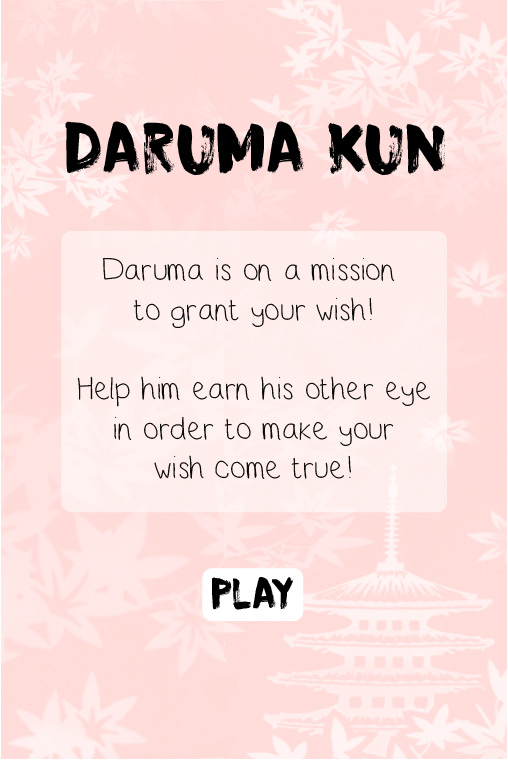 DARUMA KUN
Daruma is on a mission
to grant your wish!
Help him earn his other eye
in order to make your
wish come true!
PLAY